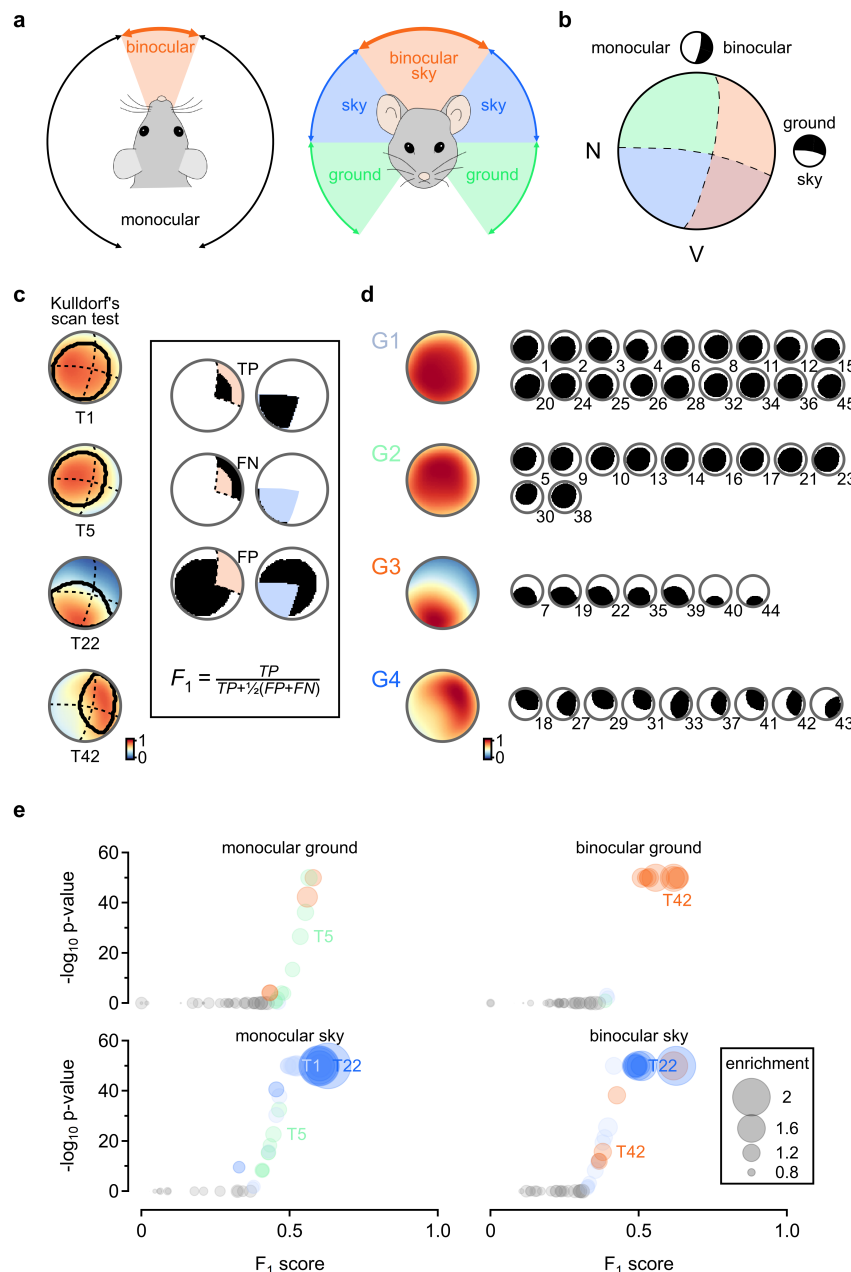 a
binocular
monocular
binocular
sky
sky
sky
ground
ground
b
monocular
binocular
ground
sky
N
V
c
Kulldorf's
scan test
T1
T5
T22
T42
1
0
TP
FN
FP
F1 = TP / TP+½(FP+FN)
d
G1
1 2 3 4 6 8 11 12 15
20 24 25 26 28 32 34 36 45
G2
5 9 10 13 14 16 17 21 23
30 38
G3
7 19 22 35 39 40 44
G4
18 27 29 31 33 37 41 42 43
1
0
e
monocular ground
binocular ground
60
40
20
0
-log10 p-value
T5
T42
monocular sky
binocular sky
60
40
20
0
-log10 p-value
T1 T22
T5
T22
T42
enrichment
2
1.6
1.2
0.8
0 0.5 1.0
0 0.5 1.0
F1 score
F1 score